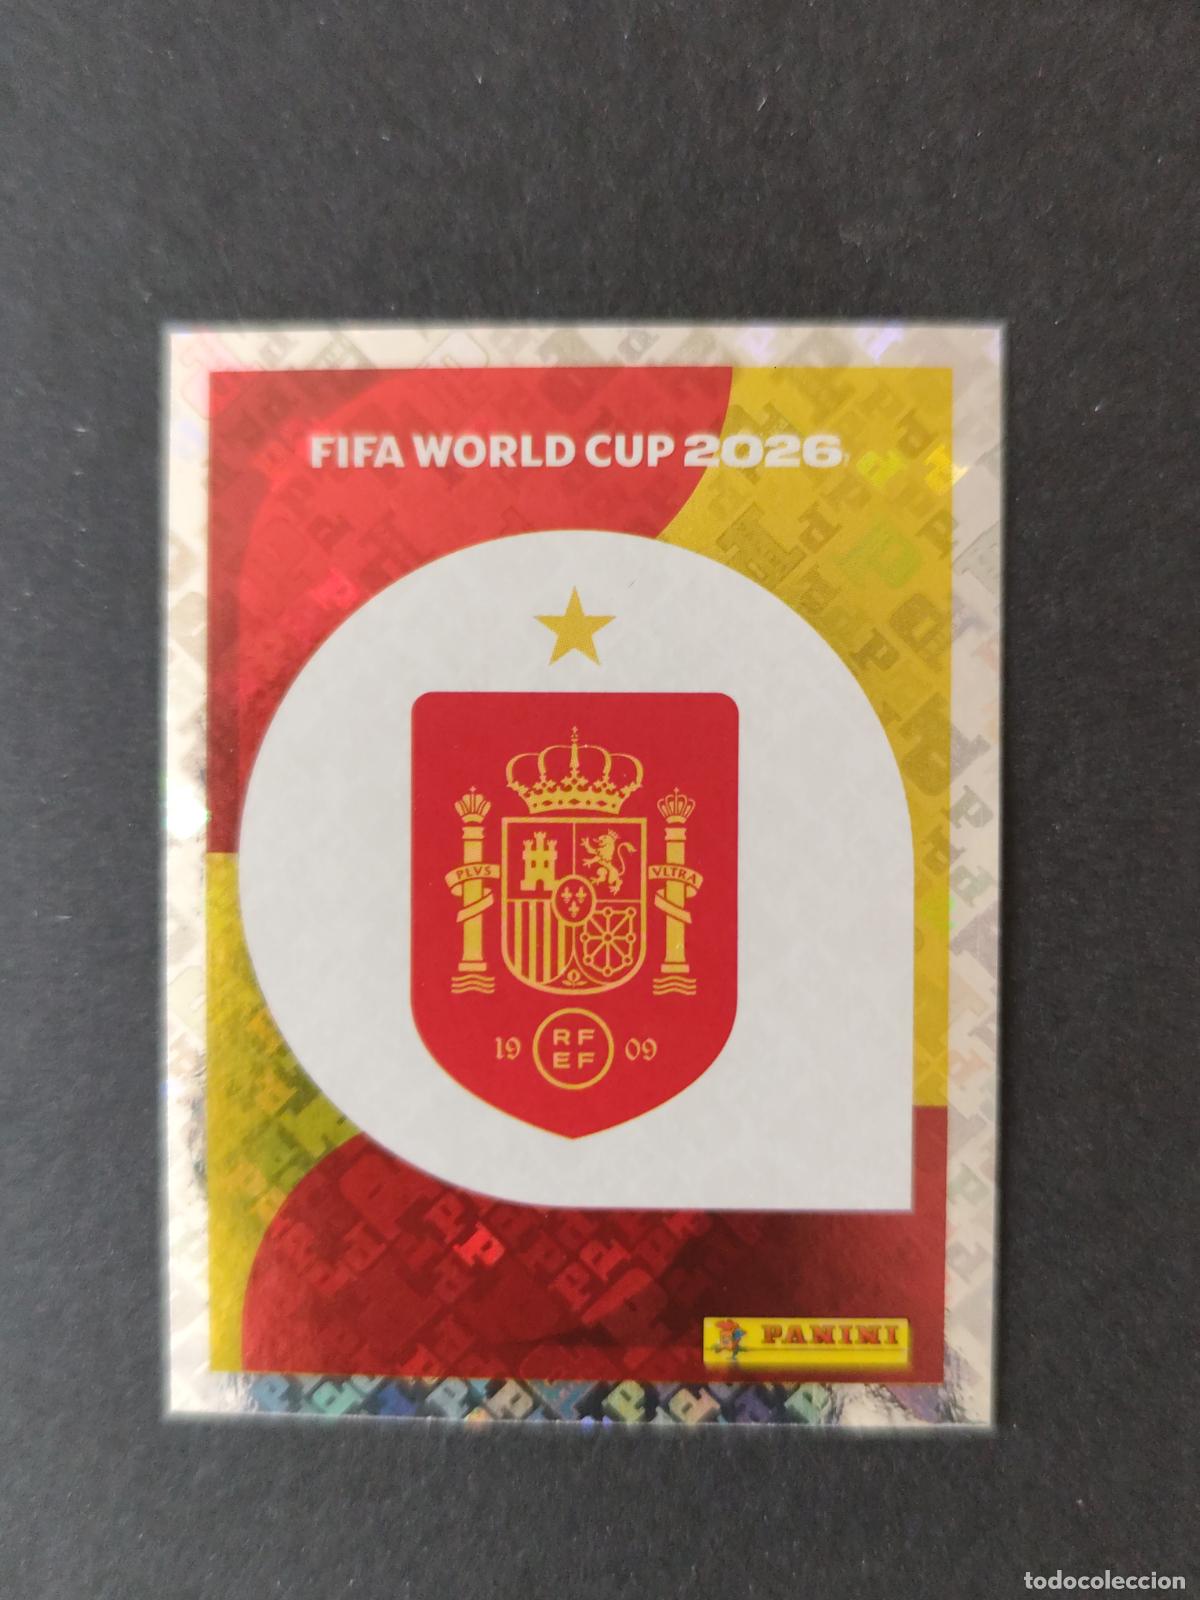 FIFA WORLD CUP 2026
PLVS VLTRA
19 RF EF 09
PANINI
todocoleccion